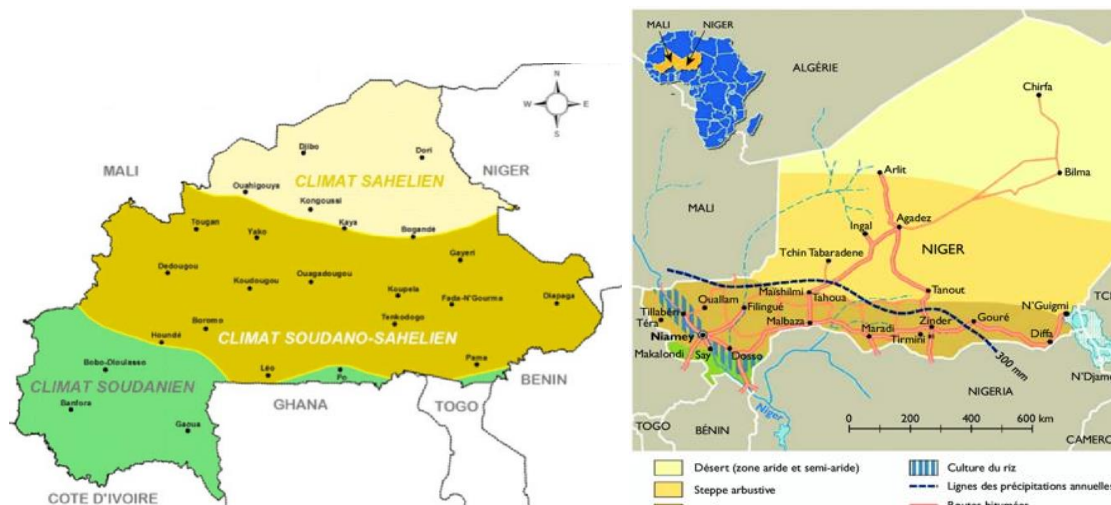 N
W
E
S
MALI
NIGER
Djibo
Dori
CLIMAT SAHELIEN
Ouahigouya
Kongoussi
Kaya
Bogandé
Tougan
Yako
Gayeri
Dedougou
Koudougou
Ouagadougou
Koupela
Fada-N'Gourma
Diapaga
Boromo
Tenkodogo
CLIMAT SOUDANO-SAHELIEN
Houndé
Bobo-Dioulasso
Léo
Po
Pama
CLIMAT SOUDANIEN
Banfora
Gaoua
BENIN
GHANA
TOGO
COTE D'IVOIRE
MALI
NIGER
ALGÉRIE
Chirfa
Arlit
Bilma
MALI
Agadez
Ingal
NIGER
Tchin Tabaradene
Tanout
Ouallam
Maïshilmi
Tahoua
N'Guigmi
Tillabéri
Filingué
Zinder
Gouré
Téra
Malbaza
Maradi
Niamey
Tirmini
Diffa
Makalondi
Say
Dosso
300 mm
N'Djame
NIGERIA
Niger
0 200 400 600 km
TOGO
BÉNIN
CAMERO
Désert (zone aride et semi-aride)
Culture du riz
Steppe arbustive
Lignes des précipitations annuelles